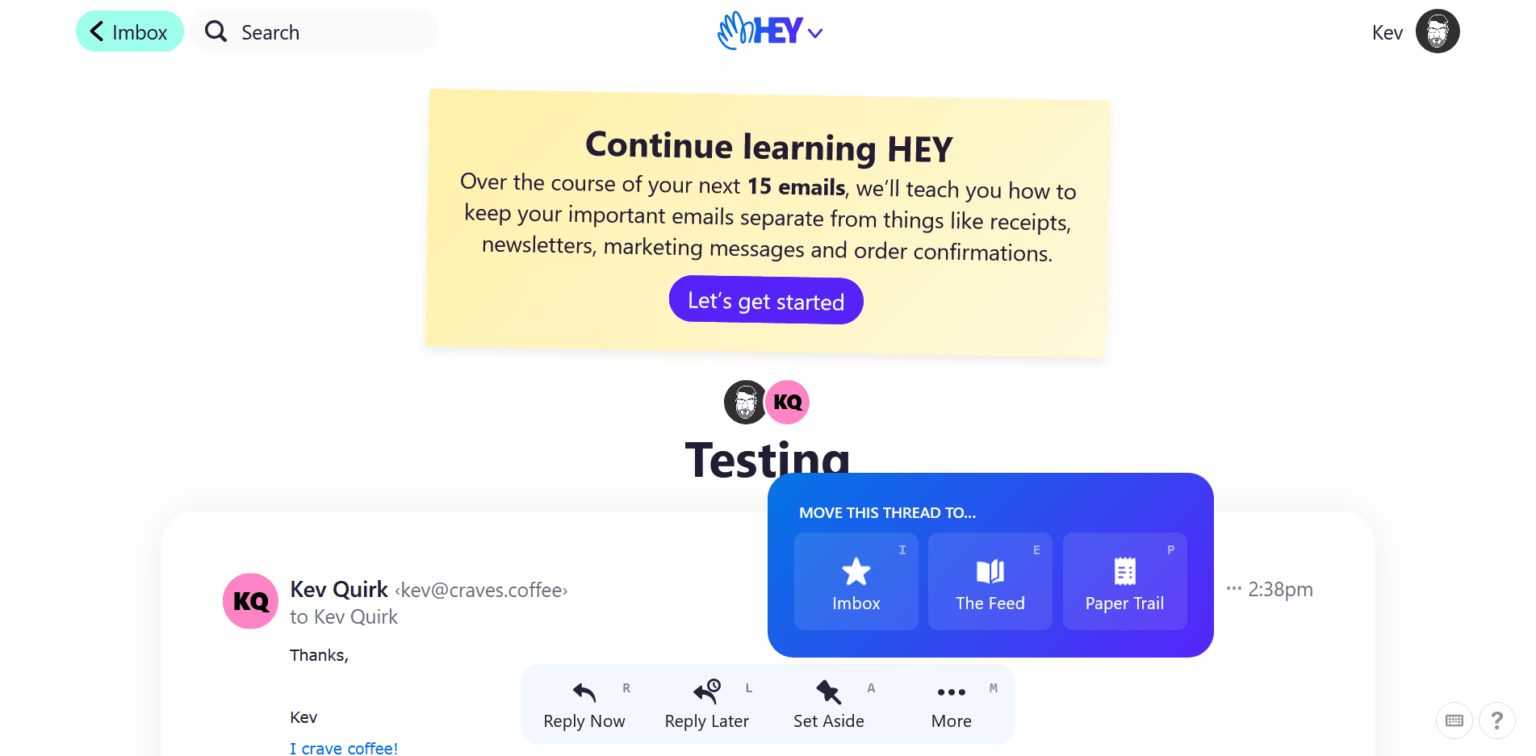 Imbox
Search
HEY
Kev
Continue learning HEY
Over the course of your next 15 emails, we’ll teach you how to
keep your important emails separate from things like receipts,
newsletters, marketing messages and order confirmations.
Let’s get started
KQ
Testing
MOVE THIS THREAD TO...
I
Imbox
E
The Feed
P
Paper Trail
KQ
Kev Quirk ‹kev@craves.coffee›
··· 2:38pm
to Kev Quirk
Thanks,
Kev
I crave coffee!
R
Reply Now
L
Reply Later
A
Set Aside
M
More
?